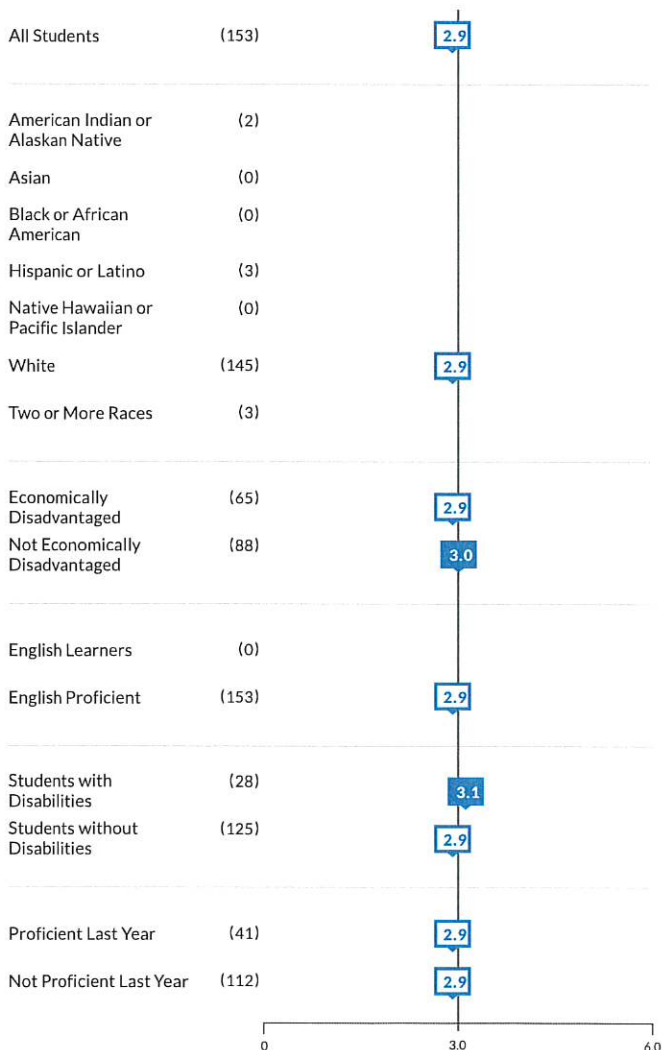 All Students (153) 2.9
American Indian or (2)
Alaskan Native
Asian (0)
Black or African (0)
American
Hispanic or Latino (3)
Native Hawaiian or (0)
Pacific Islander
White (145) 2.9
Two or More Races (3)
Economically (65) 2.9
Disadvantaged
Not Economically (88) 3.0
Disadvantaged
English Learners (0)
English Proficient (153) 2.9
Students with (28) 3.1
Disabilities
Students without (125) 2.9
Disabilities
Proficient Last Year (41) 2.9
Not Proficient Last Year (112) 2.9
0 3.0 6.0